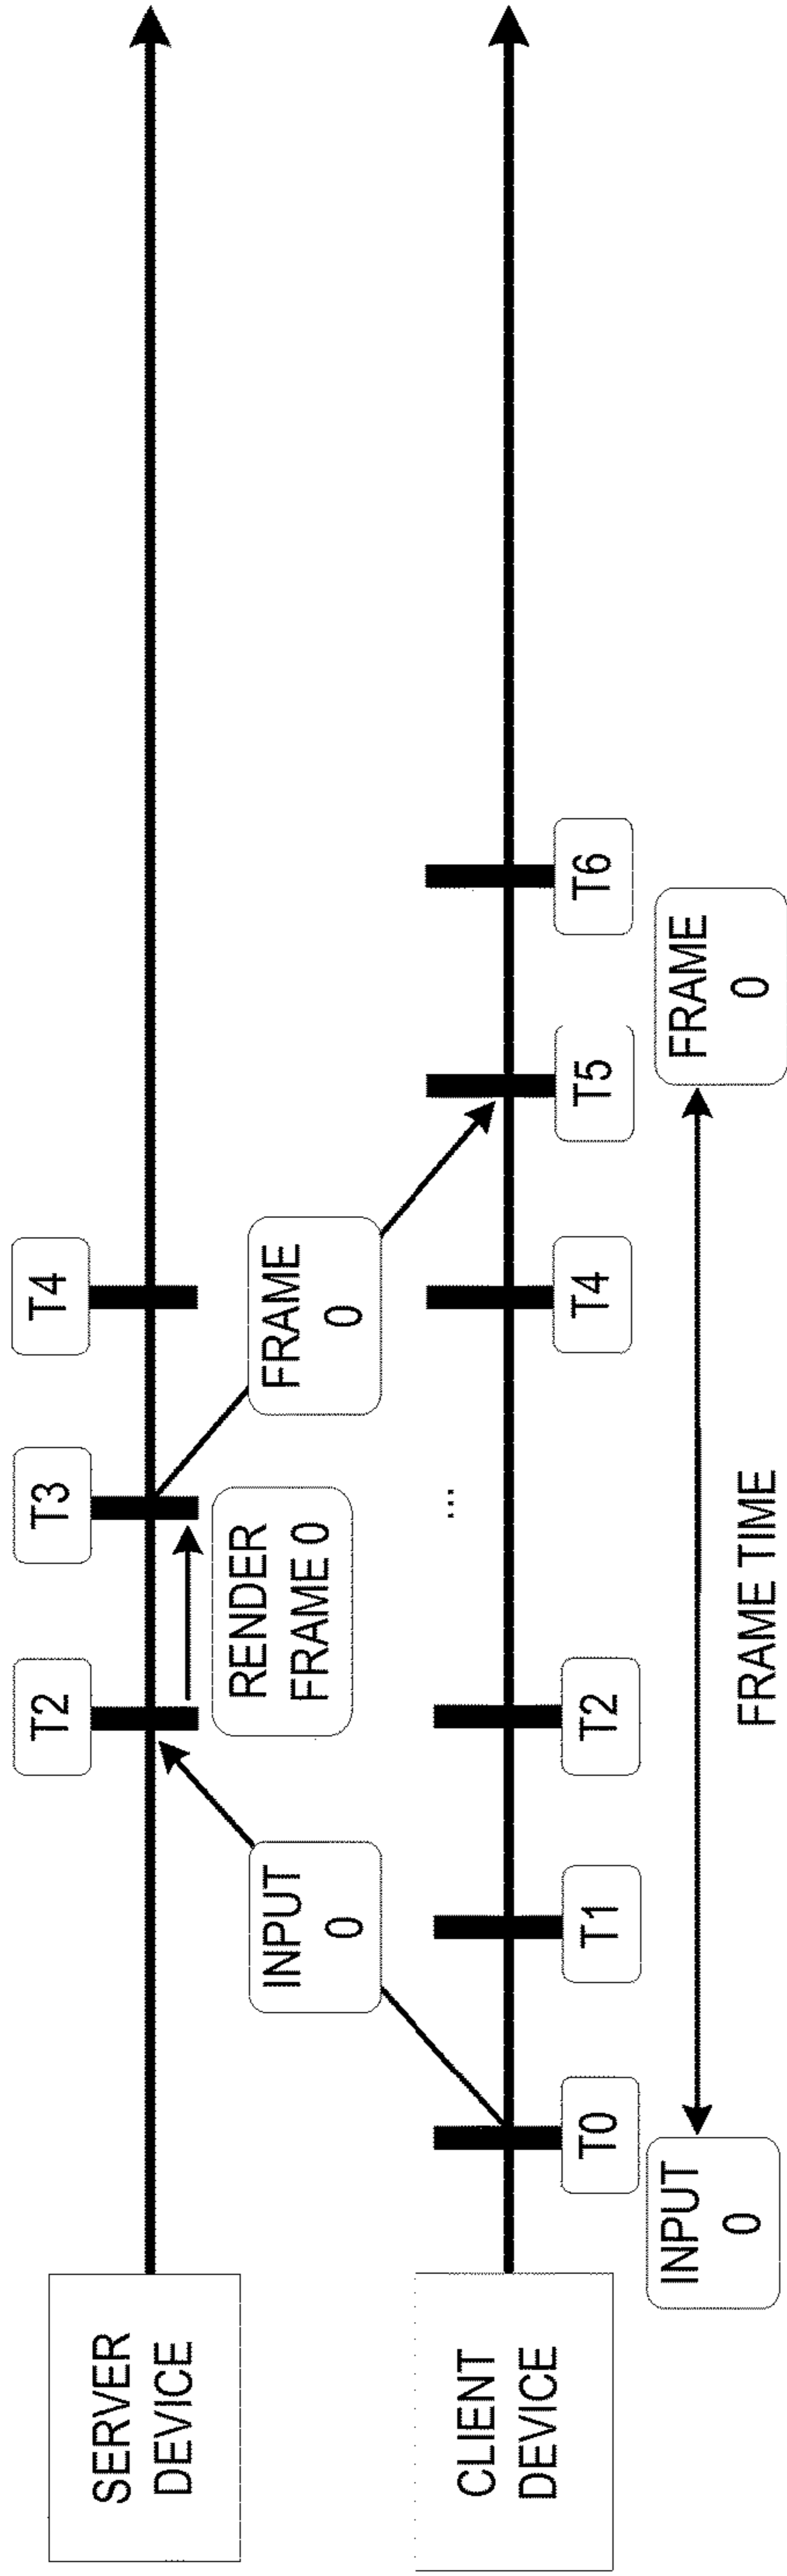 SERVER
DEVICE
T2
T3
T4
INPUT
0
RENDER
FRAME 0
FRAME
0
CLIENT
DEVICE
...
T0
T1
T2
T4
T5
T6
INPUT
0
FRAME TIME
FRAME
0